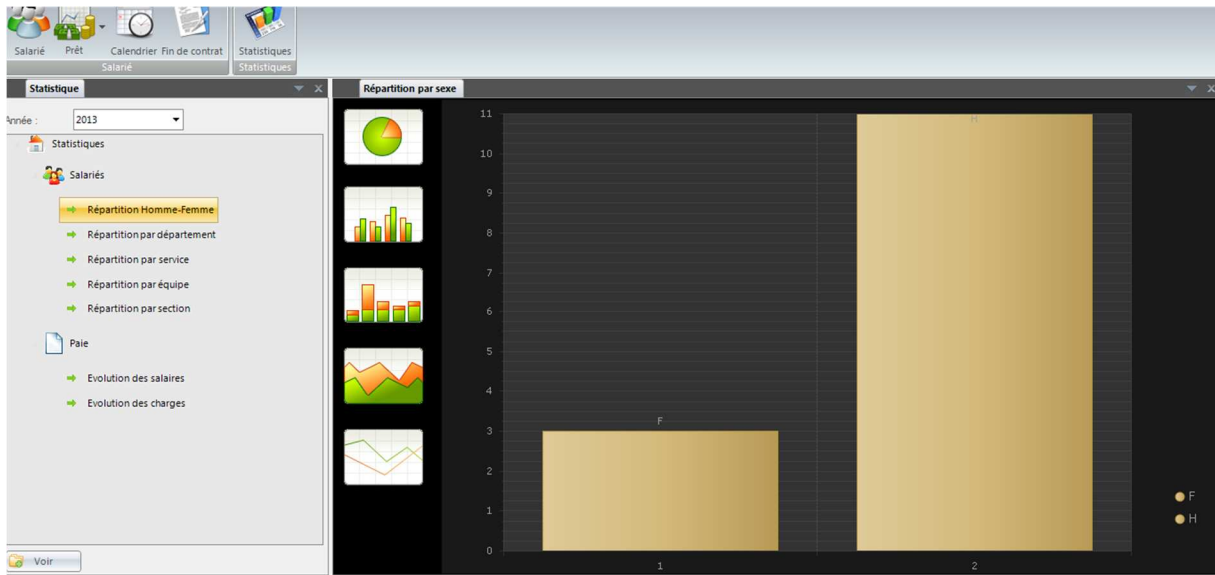 Salarié Prêt Calendrier Fin de contrat Statistiques
Salarié Statistiques
Statistique
Année : 2013
Statistiques
Salariés
Répartition Homme-Femme
Répartition par département
Répartition par service
Répartition par équipe
Répartition par section
Paie
Evolution des salaires
Evolution des charges
Voir
Répartition par sexe
11
10
9
8
7
6
5
4
3
2
1
0
F
H
1 2
F
H